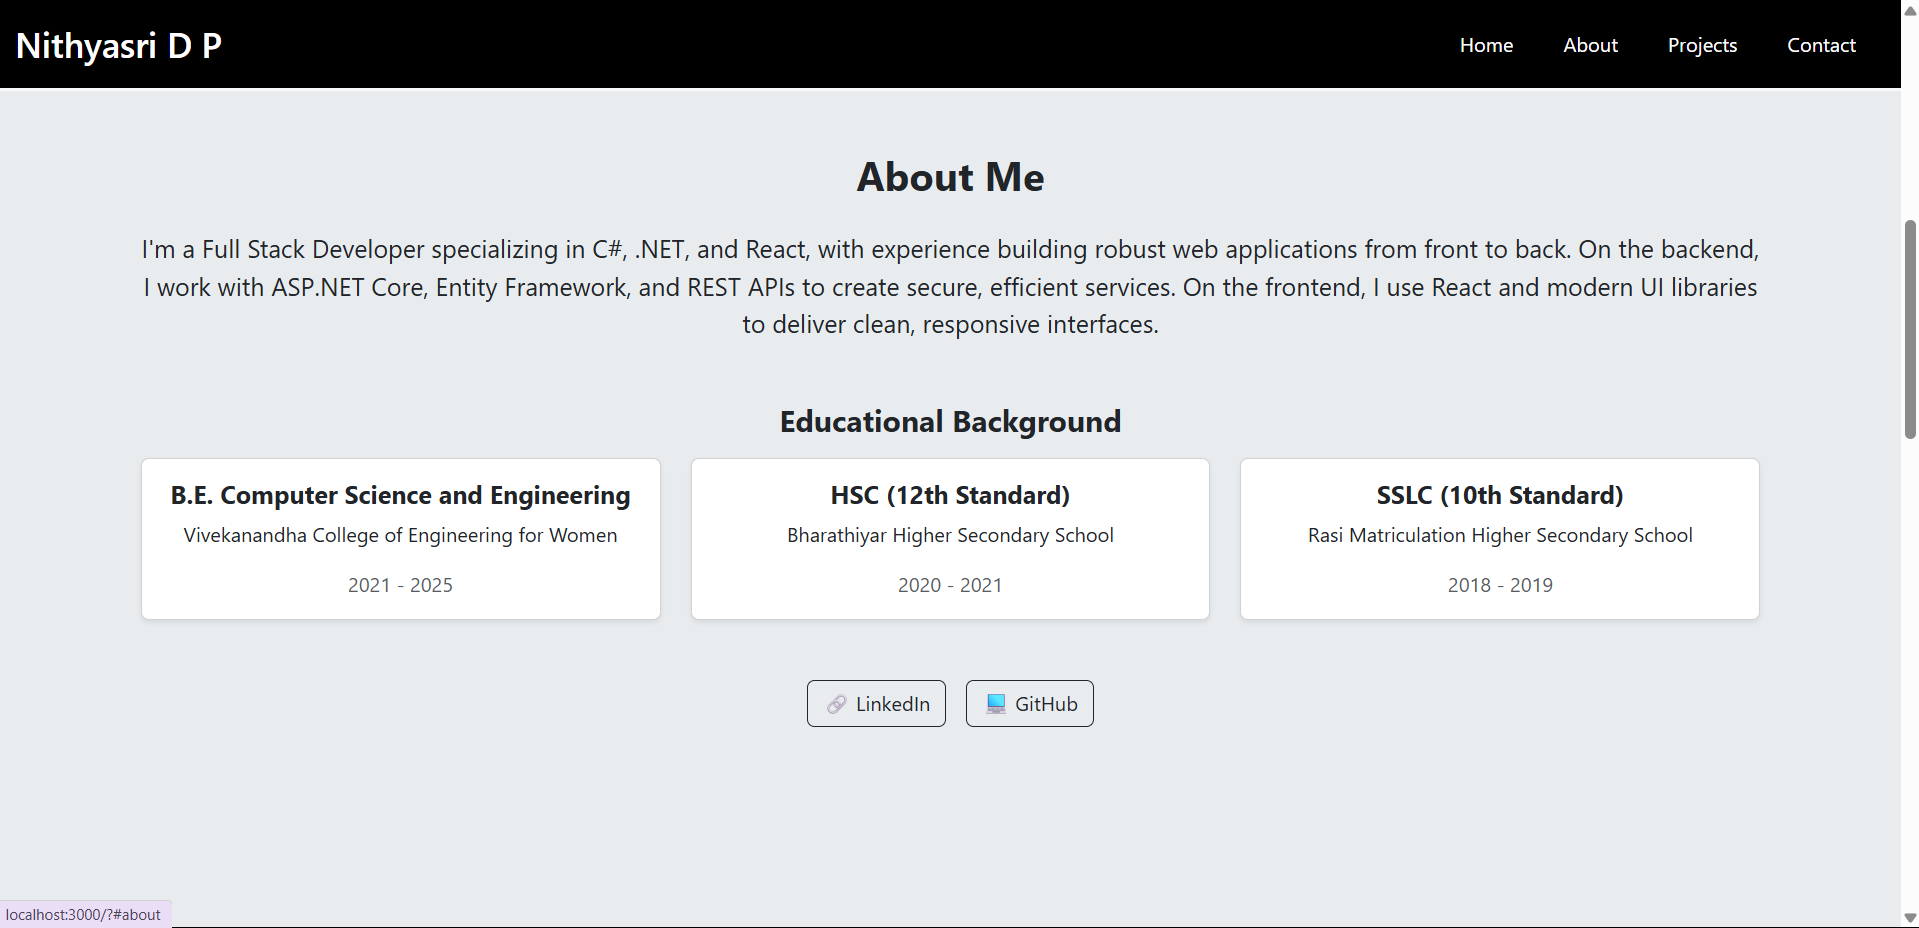 Nithyasri D P
Home About Projects Contact
About Me
I'm a Full Stack Developer specializing in C#, .NET, and React, with experience building robust web applications from front to back. On the backend,
I work with ASP.NET Core, Entity Framework, and REST APIs to create secure, efficient services. On the frontend, I use React and modern UI libraries
to deliver clean, responsive interfaces.
Educational Background
B.E. Computer Science and Engineering
Vivekanandha College of Engineering for Women
2021 - 2025
HSC (12th Standard)
Bharathiyar Higher Secondary School
2020 - 2021
SSLC (10th Standard)
Rasi Matriculation Higher Secondary School
2018 - 2019
LinkedIn
GitHub
localhost:3000/?#about